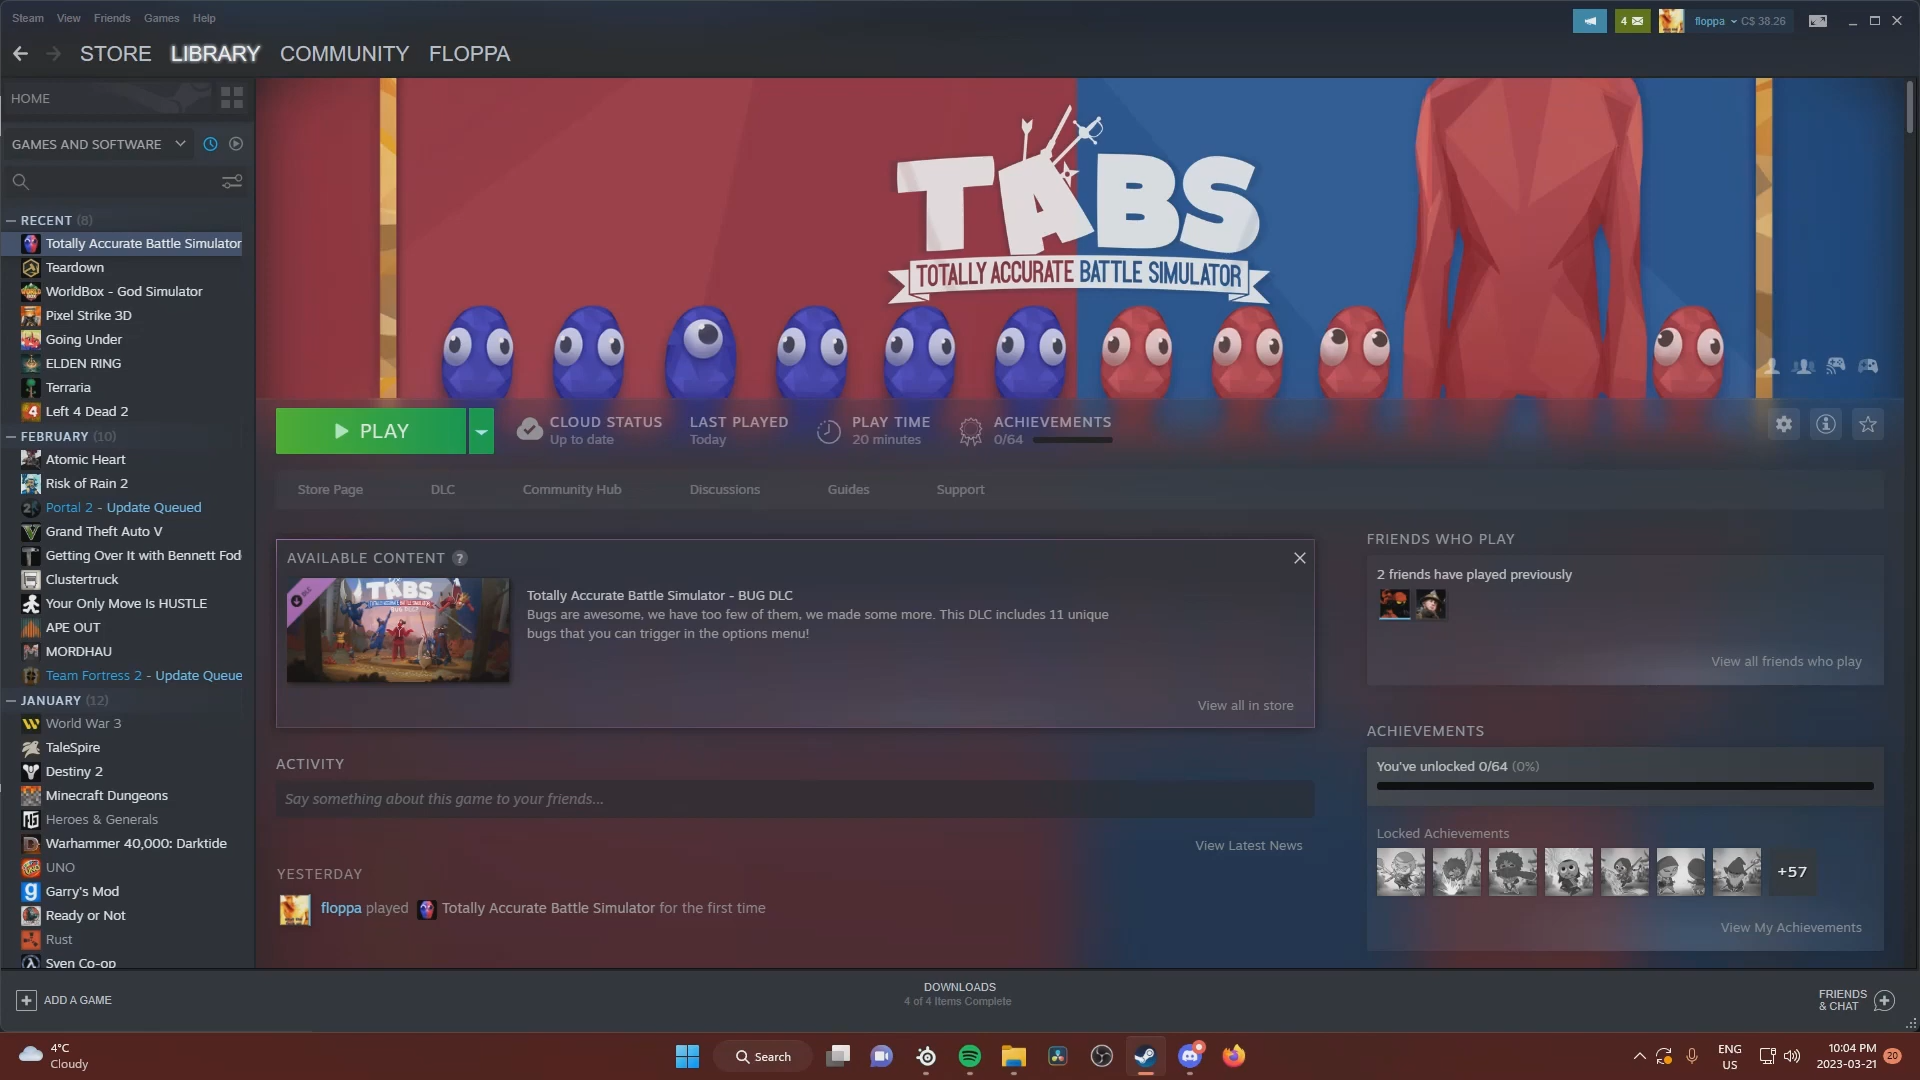 Steam View Friends Games Help
4
floppa C$ 38.26
STORE LIBRARY COMMUNITY FLOPPA
HOME
GAMES AND SOFTWARE
RECENT (8)
Totally Accurate Battle Simulator
Teardown
WorldBox - God Simulator
Pixel Strike 3D
Going Under
ELDEN RING
Terraria
Left 4 Dead 2
FEBRUARY (10)
Atomic Heart
Risk of Rain 2
Portal 2 - Update Queued
Grand Theft Auto V
Getting Over It with Bennett Fod
Clustertruck
Your Only Move Is HUSTLE
APE OUT
MORDHAU
Team Fortress 2 - Update Queue
JANUARY (12)
World War 3
TaleSpire
Destiny 2
Minecraft Dungeons
Heroes & Generals
Warhammer 40,000: Darktide
UNO
Garry's Mod
Ready or Not
Rust
Sven Co-op
TABS
TOTALLY ACCURATE BATTLE SIMULATOR
PLAY
CLOUD STATUS
Up to date
LAST PLAYED
Today
PLAY TIME
20 minutes
ACHIEVEMENTS
0/64
Store Page DLC Community Hub Discussions Guides Support
AVAILABLE CONTENT ?
DLC
TABS
Totally Accurate Battle Simulator - BUG DLC
Bugs are awesome, we have too few of them, we made some more. This DLC includes 11 unique
bugs that you can trigger in the options menu!
View all in store
ACTIVITY
Say something about this game to your friends...
View Latest News
YESTERDAY
floppa played Totally Accurate Battle Simulator for the first time
FRIENDS WHO PLAY
2 friends have played previously
View all friends who play
ACHIEVEMENTS
You've unlocked 0/64 (0%)
Locked Achievements
+57
View My Achievements
ADD A GAME
DOWNLOADS
4 of 4 Items Complete
FRIENDS
& CHAT
4°C
Cloudy
Search
ENG
US
10:04 PM
2023-03-21
20